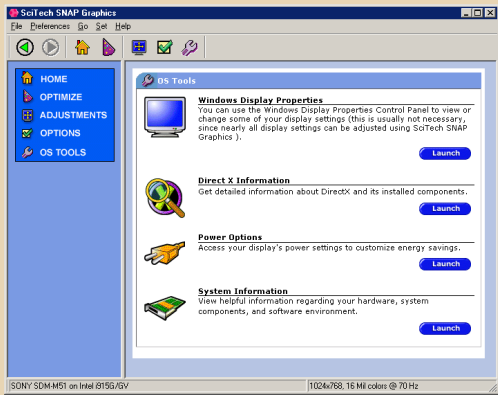 SciTech SNAP Graphics
File Preferences Go Set Help
HOME
OPTIMIZE
ADJUSTMENTS
OPTIONS
OS TOOLS
OS Tools
Windows Display Properties
You can use the Windows Display Properties Control Panel to view or
change some of your display settings (this is usually not necessary,
since nearly all display settings can be adjusted using SciTech SNAP
Graphics ).
Launch
Direct X Information
Get detailed information about DirectX and its installed components.
Launch
Power Options
Access your display's power settings to customize energy savings.
Launch
System Information
View helpful information regarding your hardware, system
components, and software environment.
Launch
SONY SDM-M51 on Intel i915G/GV
1024x768, 16 Mil colors @ 70 Hz